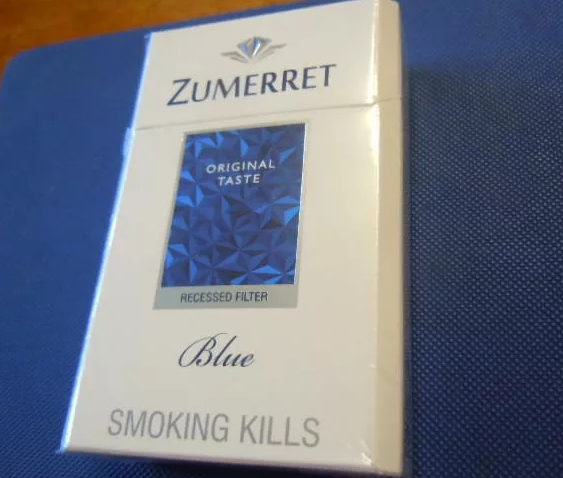 ZUMERRET
ORIGINAL
TASTE
RECESSED FILTER
Blue
SMOKING KILLS